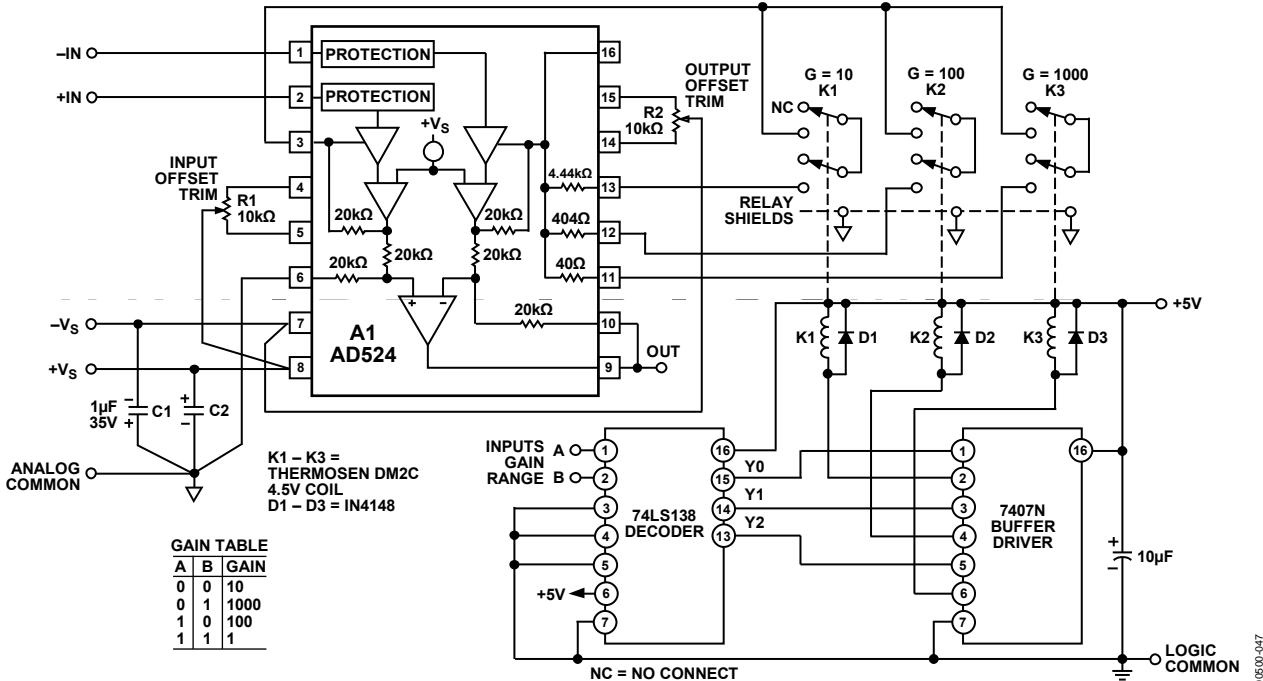 –IN
+IN
1
PROTECTION
2
PROTECTION
+VS
3
INPUT
OFFSET
TRIM
4
R1
10kΩ
5
20kΩ
20kΩ
20kΩ
20kΩ
20kΩ
6
20kΩ
+ –
–VS
7
A1
AD524
+VS
8
16
15
14
OUTPUT
OFFSET
TRIM
R2
10kΩ
4.44kΩ
13
404Ω
12
40Ω
11
10
9
OUT
G = 10
K1
NC
G = 100
K2
G = 1000
K3
RELAY
SHIELDS
+5V
K1
D1
K2
D2
K3
D3
1µF
35V
–
+
C1
+
–
C2
ANALOG
COMMON
K1 – K3 =
THERMOSEN DM2C
4.5V COIL
D1 – D3 = IN4148
GAIN TABLE
A B GAIN
0 0 10
0 1 1000
1 0 100
1 1 1
INPUTS
GAIN
RANGE
A
B
1
2
3
4
5
6
7
+5V
74LS138
DECODER
16
15
14
13
Y0
Y1
Y2
1
2
3
4
5
6
7
7407N
BUFFER
DRIVER
16
+
–
10µF
LOGIC
COMMON
NC = NO CONNECT
00500-047